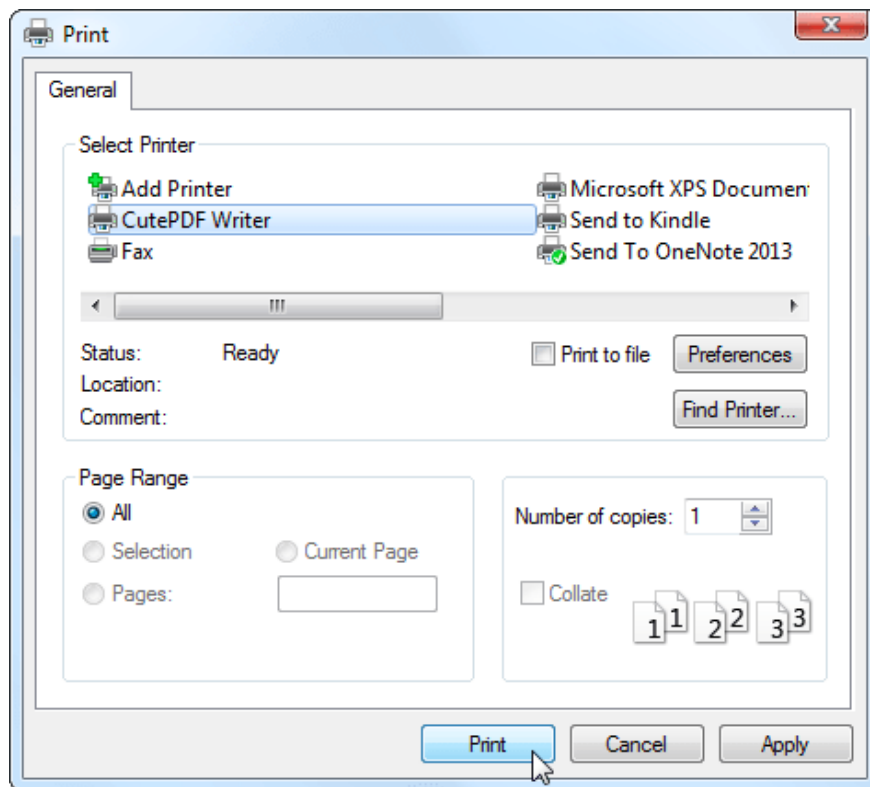 Print
General
Select Printer
Add Printer
Microsoft XPS Documen
CutePDF Writer
Send to Kindle
Fax
Send To OneNote 2013
Status: Ready
Print to file
Preferences
Location:
Comment:
Find Printer...
Page Range
All
Number of copies: 1
Selection
Current Page
Pages:
Collate
1 1 2 2 3 3
Print
Cancel
Apply